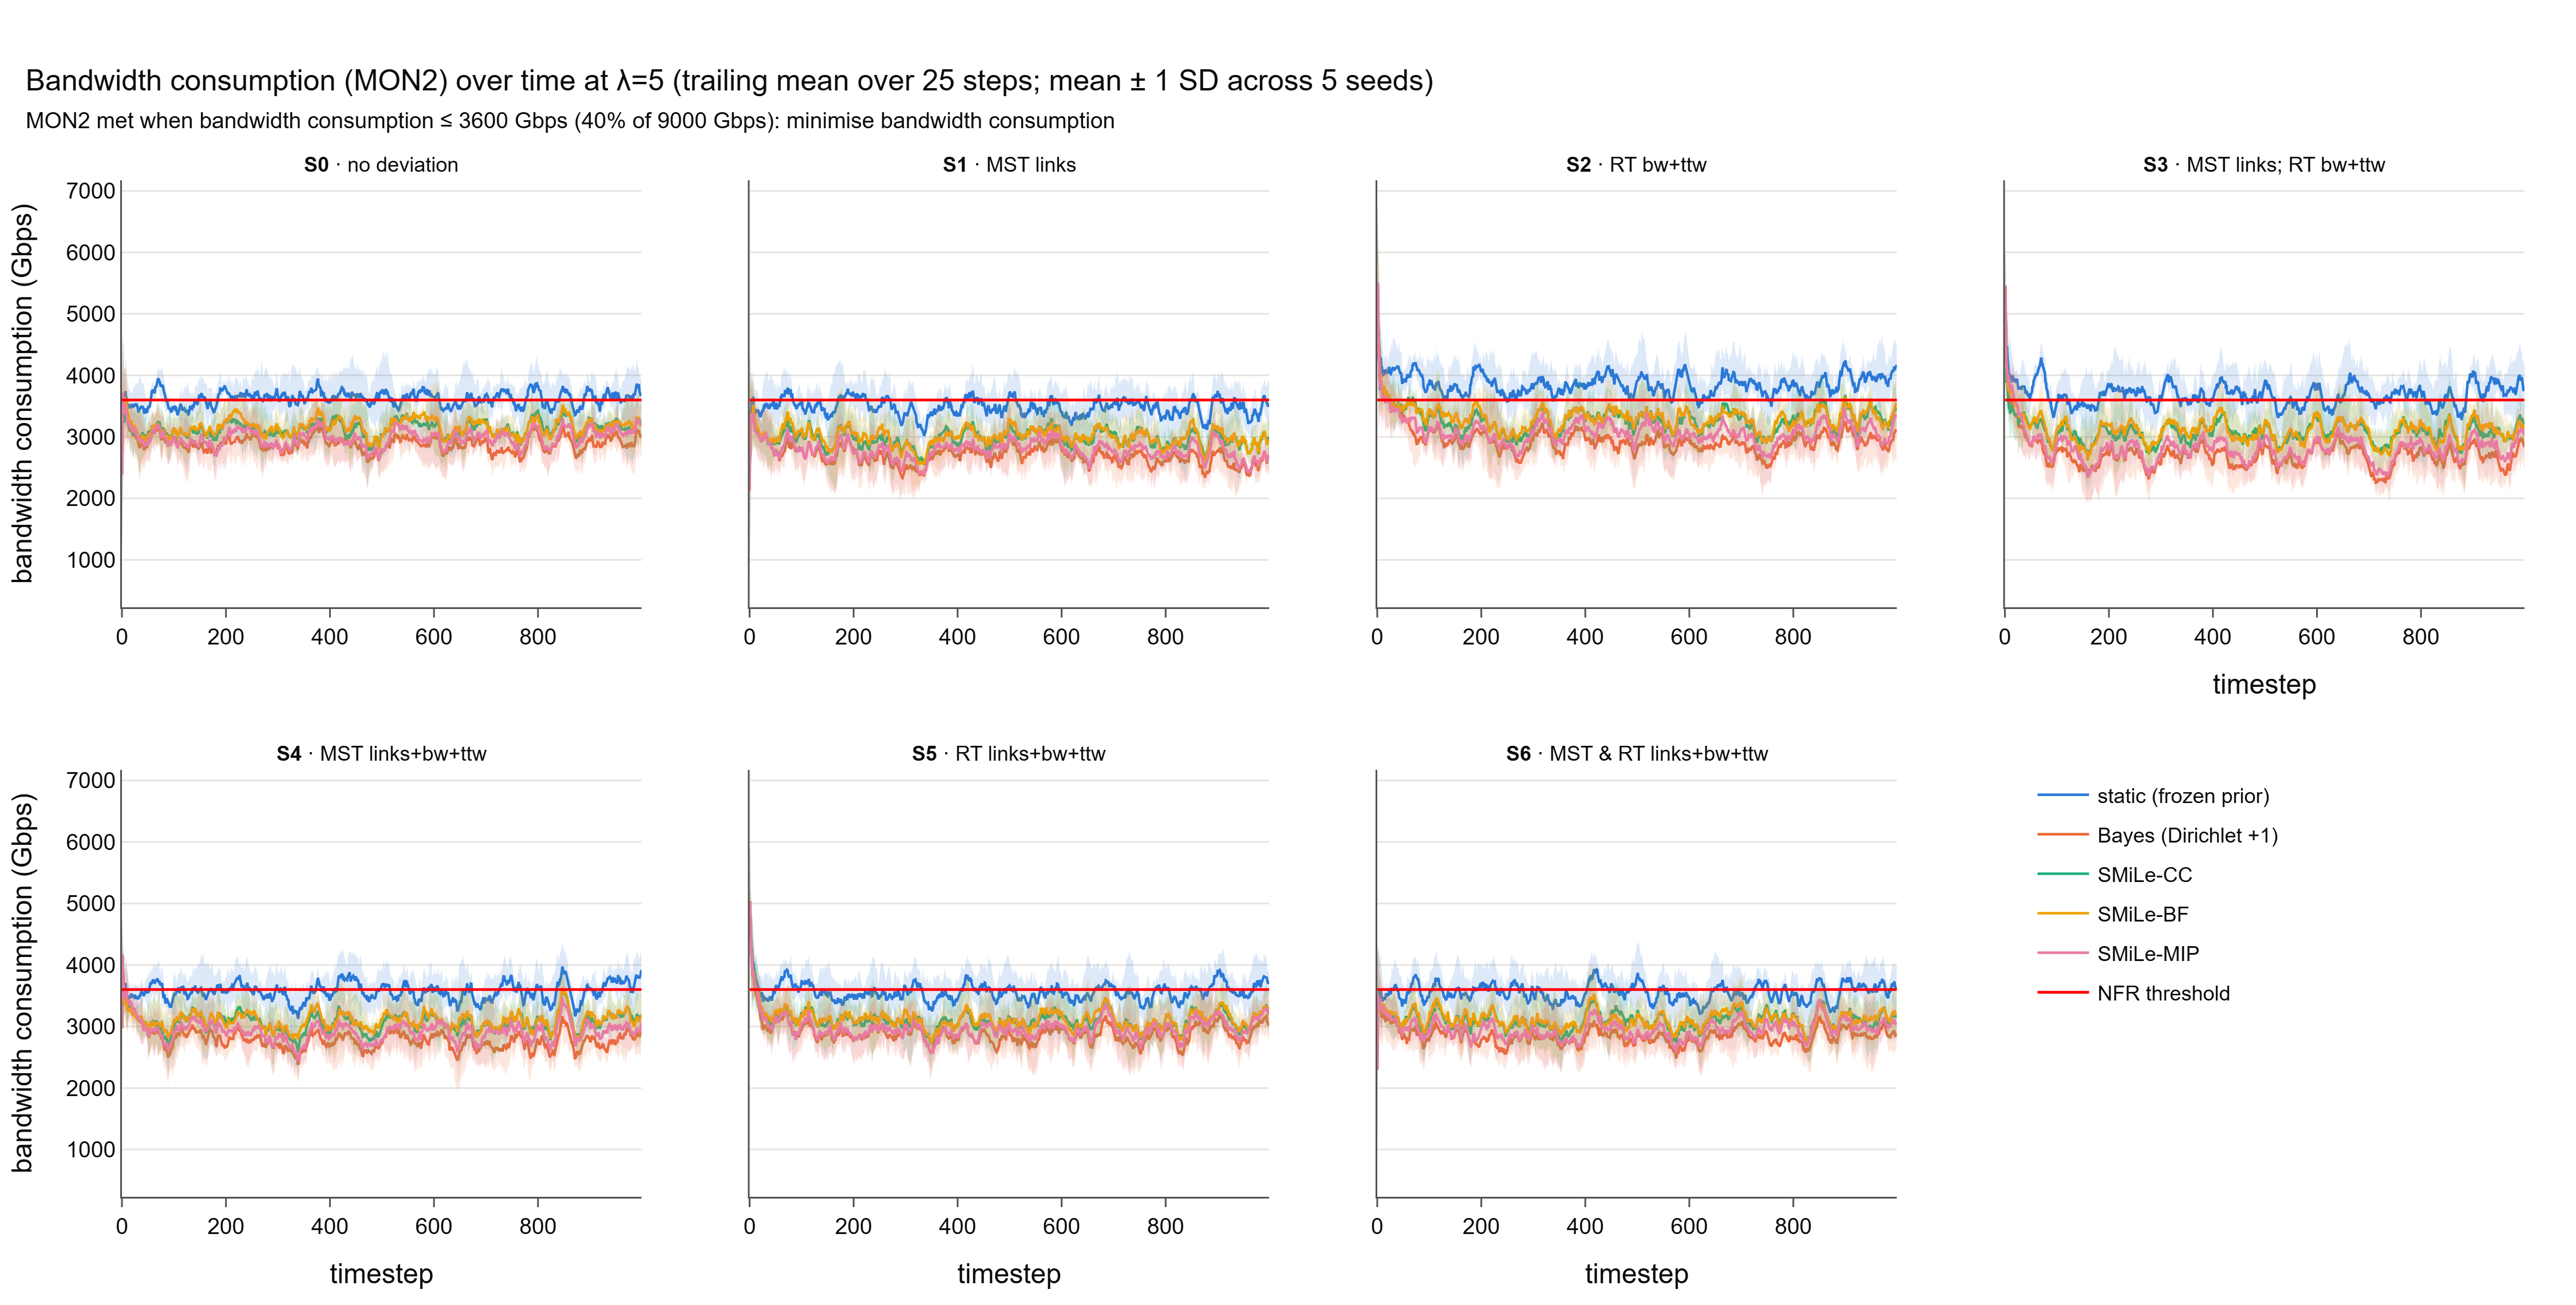 Bandwidth consumption (MON2) over time at λ=5 (trailing mean over 25 steps; mean ± 1 SD across 5 seeds)
MON2 met when bandwidth consumption ≤ 3600 Gbps (40% of 9000 Gbps): minimise bandwidth consumption
S0 · no deviation
S1 · MST links
S2 · RT bw+ttw
S3 · MST links; RT bw+ttw
bandwidth consumption (Gbps)
7000
6000
5000
4000
3000
2000
1000
0 200 400 600 800
0 200 400 600 800
0 200 400 600 800
0 200 400 600 800
timestep
S4 · MST links+bw+ttw
S5 · RT links+bw+ttw
S6 · MST & RT links+bw+ttw
bandwidth consumption (Gbps)
7000
6000
5000
4000
3000
2000
1000
0 200 400 600 800
0 200 400 600 800
0 200 400 600 800
timestep
timestep
timestep
static (frozen prior)
Bayes (Dirichlet +1)
SMiLe-CC
SMiLe-BF
SMiLe-MIP
NFR threshold